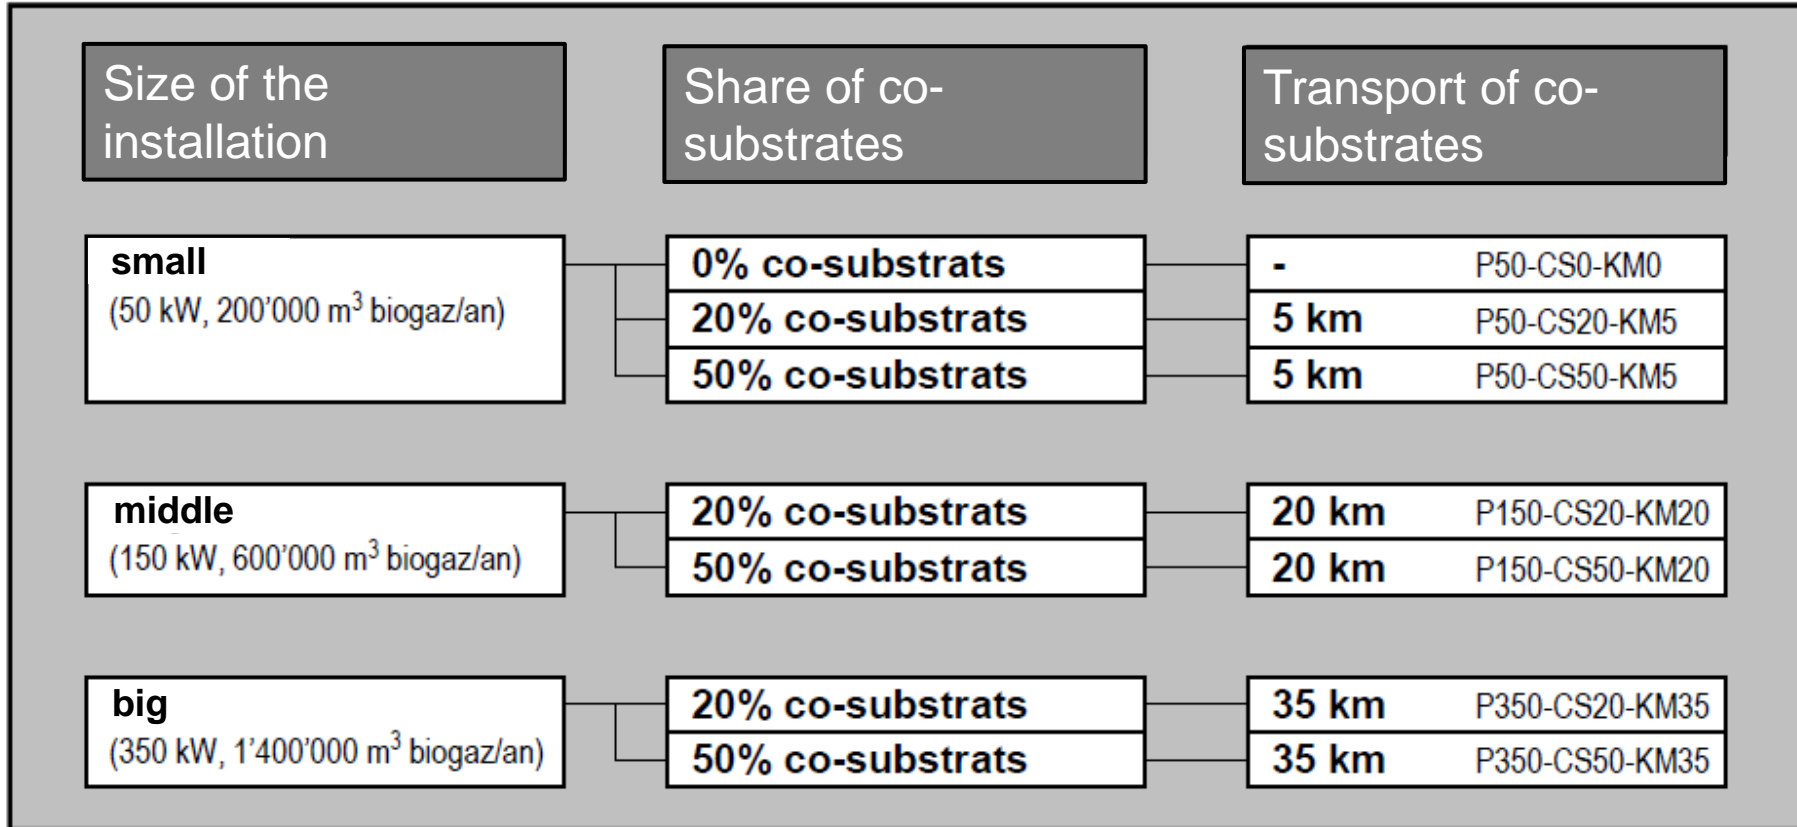 Size of the
installation
Share of co-
substrates
Transport of co-
substrates
small
(50 kW, 200'000 m³ biogaz/an)
0% co-substrats
- P50-CS0-KM0
20% co-substrats
5 km P50-CS20-KM5
50% co-substrats
5 km P50-CS50-KM5
middle
(150 kW, 600'000 m³ biogaz/an)
20% co-substrats
20 km P150-CS20-KM20
50% co-substrats
20 km P150-CS50-KM20
big
(350 kW, 1'400'000 m³ biogaz/an)
20% co-substrats
35 km P350-CS20-KM35
50% co-substrats
35 km P350-CS50-KM35